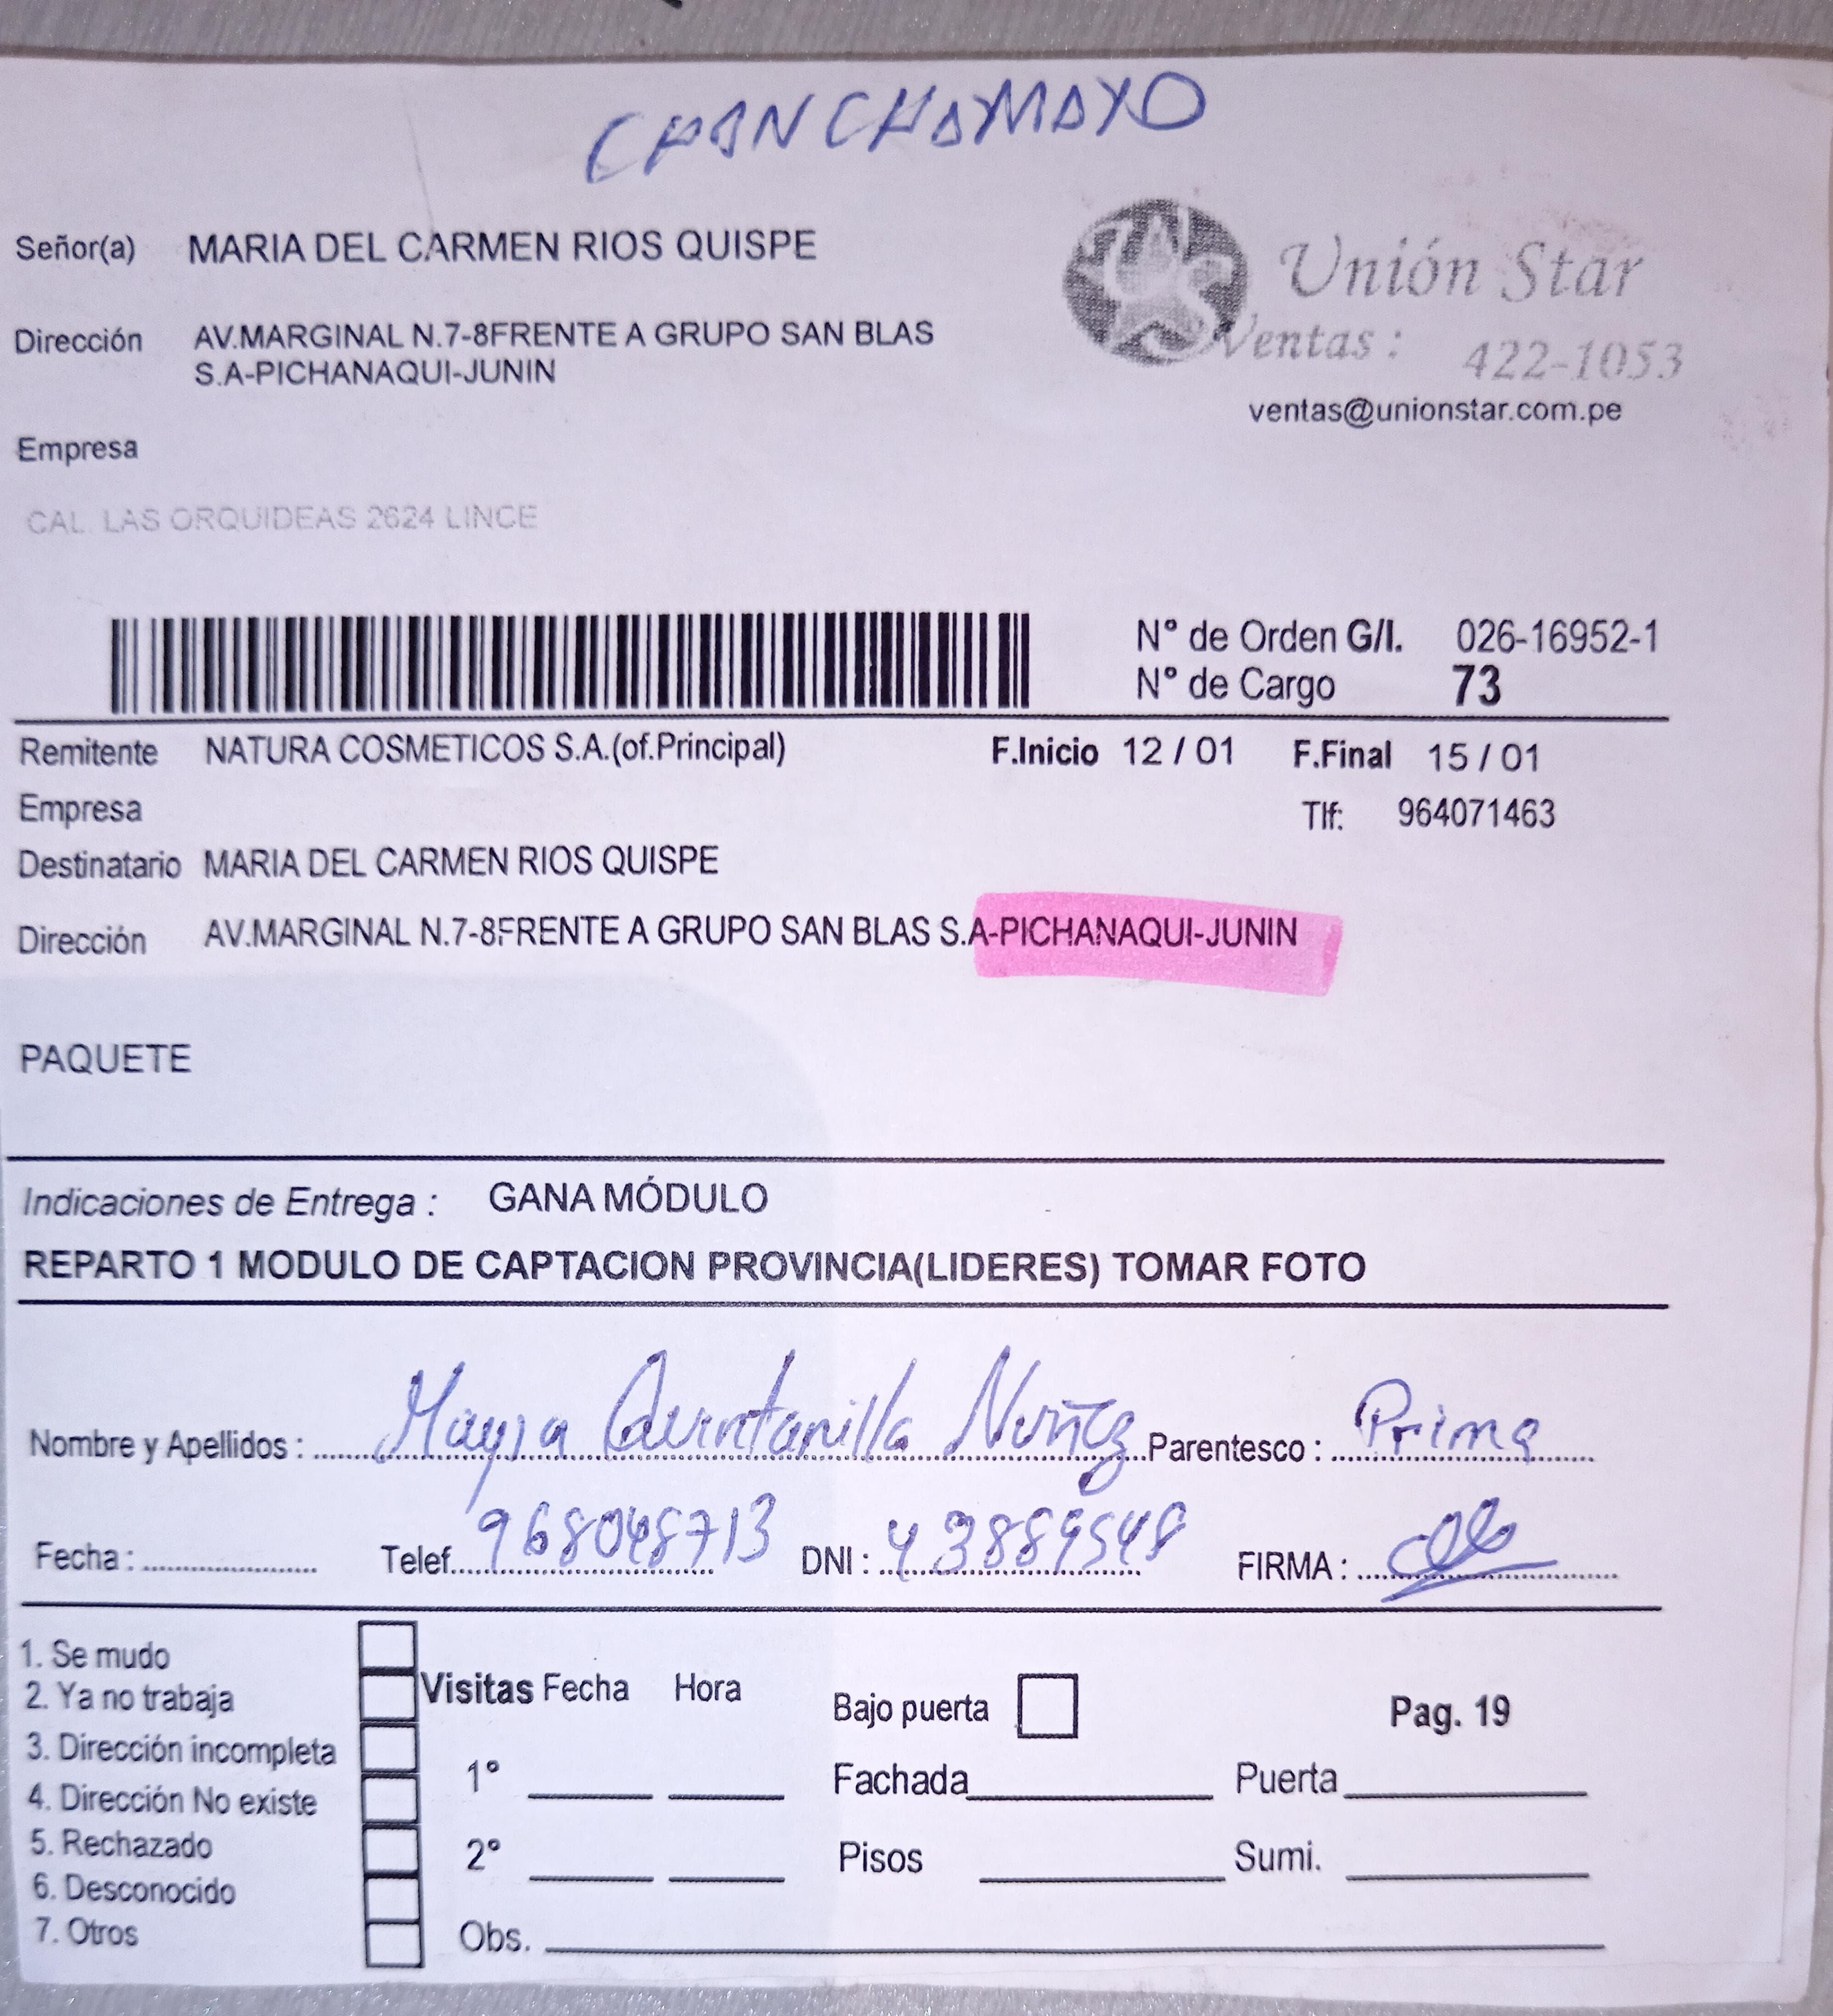 CHANCHAMAYO
Señor(a) MARIA DEL CARMEN RIOS QUISPE
Dirección AV.MARGINAL N.7-8FRENTE A GRUPO SAN BLAS
S.A-PICHANAQUI-JUNIN
Unión Star
Ventas : 422-1053
ventas@unionstar.com.pe
Empresa
CAL. LAS ORQUIDEAS 2624 LINCE
N° de Orden G/I. 026-16952-1
N° de Cargo 73
Remitente NATURA COSMETICOS S.A.(of.Principal) F.Inicio 12 / 01 F.Final 15 / 01
Empresa Tlf: 964071463
Destinatario MARIA DEL CARMEN RIOS QUISPE
Dirección AV.MARGINAL N.7-8FRENTE A GRUPO SAN BLAS S.A-PICHANAQUI-JUNIN
PAQUETE
Indicaciones de Entrega : GANA MÓDULO
REPARTO 1 MODULO DE CAPTACION PROVINCIA(LIDERES) TOMAR FOTO
Nombre y Apellidos : Mayra Quintanilla Nuñez Parentesco : Prima
Fecha : Telef. 968048713 DNI : 43889548 FIRMA :
1. Se mudo
2. Ya no trabaja
3. Dirección incompleta
4. Dirección No existe
5. Rechazado
6. Desconocido
7. Otros
Visitas Fecha Hora
1°
2°
Obs.
Bajo puerta Pag. 19
Fachada Puerta
Pisos Sumi.